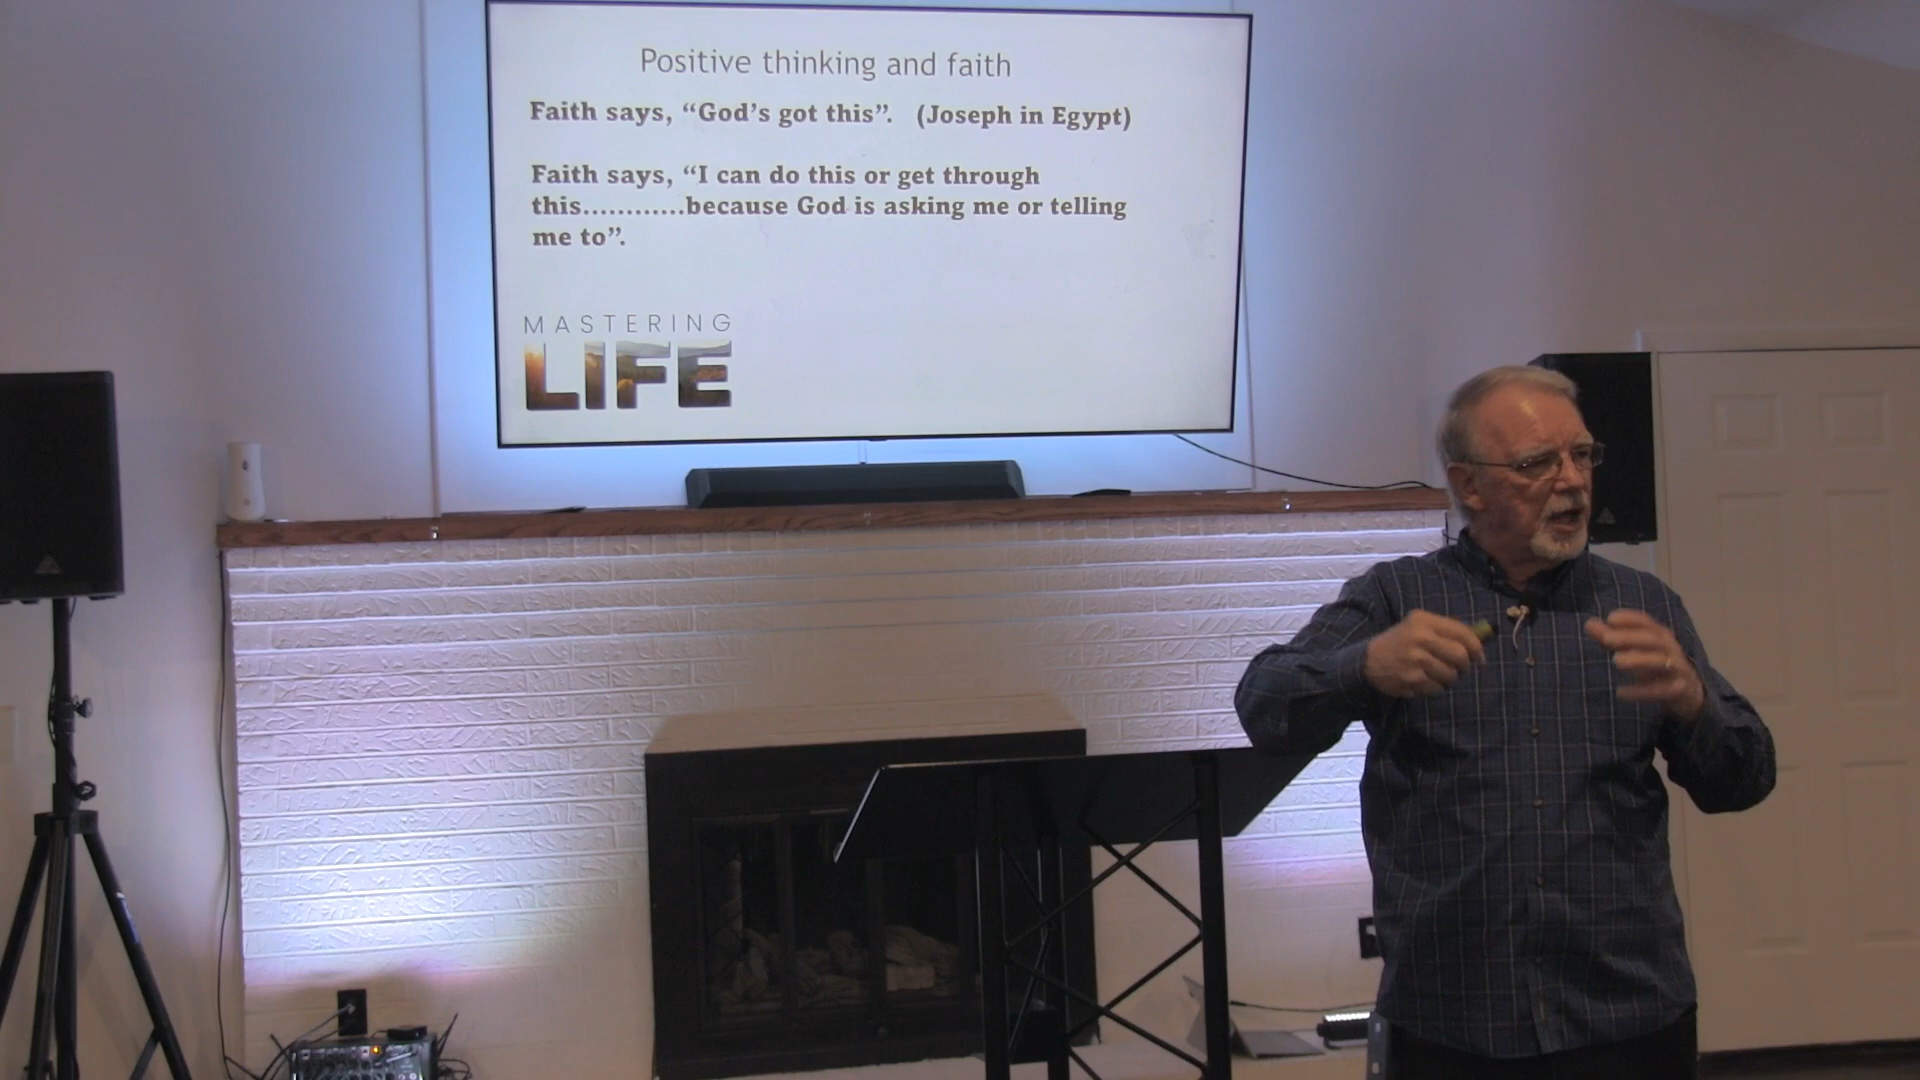 Positive thinking and faith
Faith says, “God’s got this”. (Joseph in Egypt)
Faith says, “I can do this or get through
this............because God is asking me or telling
me to”.
MASTERING
LIFE